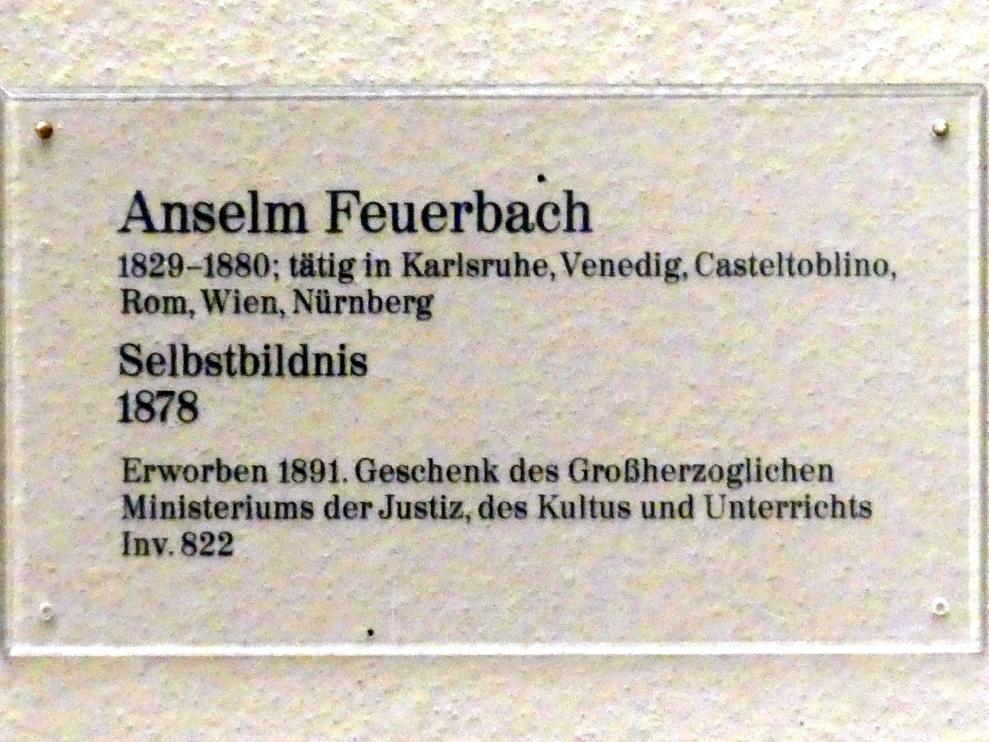 Anselm Feuerbach
1829–1880; tätig in Karlsruhe, Venedig, Casteltoblino,
Rom, Wien, Nürnberg
Selbstbildnis
1878
Erworben 1891. Geschenk des Großherzoglichen
Ministeriums der Justiz, des Kultus und Unterrichts
Inv. 822